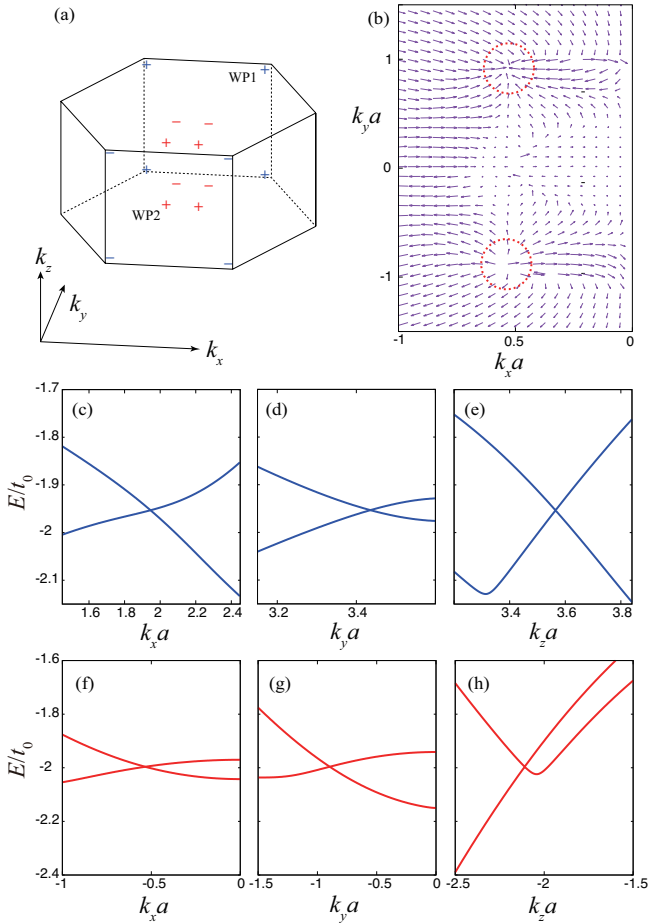 (a)
WP1
WP2
k_z
k_y
k_x
(b)
1
k_y a
0
-1
-1
0.5
0
k_x a
-1.7
(c)
(d)
(e)
-1.8
E/t_0
-1.9
-2
-2.1
1.6 1.8 2 2.2 2.4
3.2 3.4
3.4 3.6 3.8
k_x a
k_y a
k_z a
-1.6
(f)
(g)
(h)
-1.8
E/t_0
-2
-2.2
-2.4
-1 -0.5 0
-1.5 -1 -0.5 0
-2.5 -2 -1.5
k_x a
k_y a
k_z a